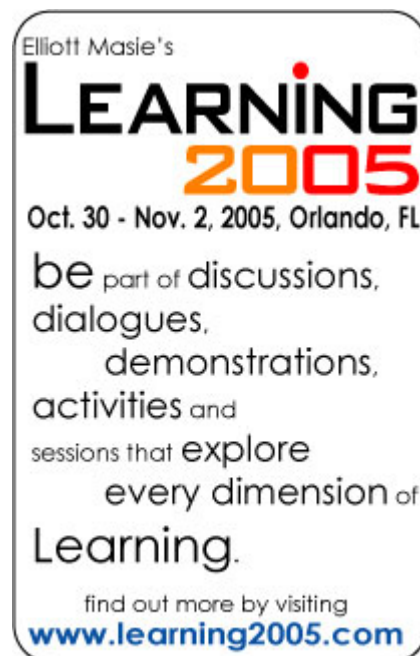 Elliott Masie's
LEARNiNG
2005
Oct. 30 - Nov. 2, 2005, Orlando, FL
be part of discussions,
dialogues,
demonstrations,
activities and
sessions that explore
every dimension of
Learning.
find out more by visiting
www.learning2005.com